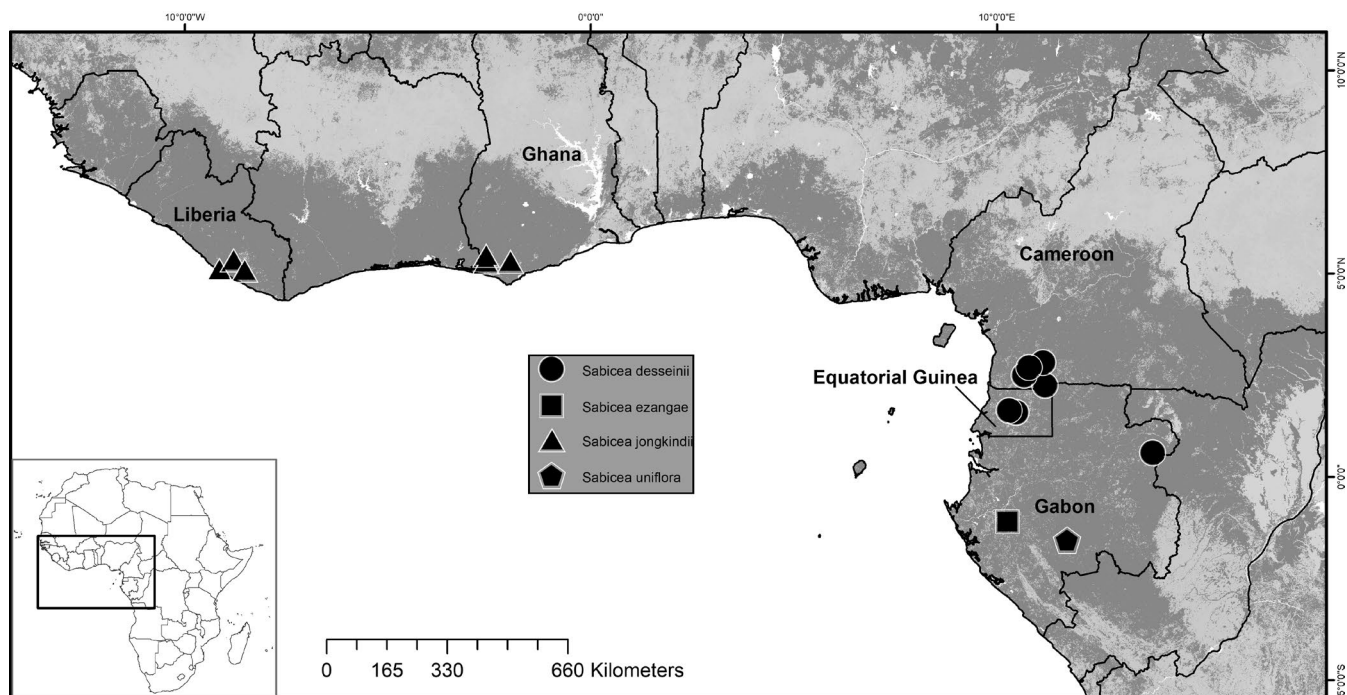 10°0'0"W 0°0'0" 10°0'0"E
10°0'0"N
Ghana
Liberia
Cameroon
5°0'0"N
Sabicea desseinii
Equatorial Guinea
Sabicea ezangae
Sabicea jongkindii
Sabicea uniflora
0°0'0"
Gabon
0 165 330 660 Kilometers
5°0'0"S